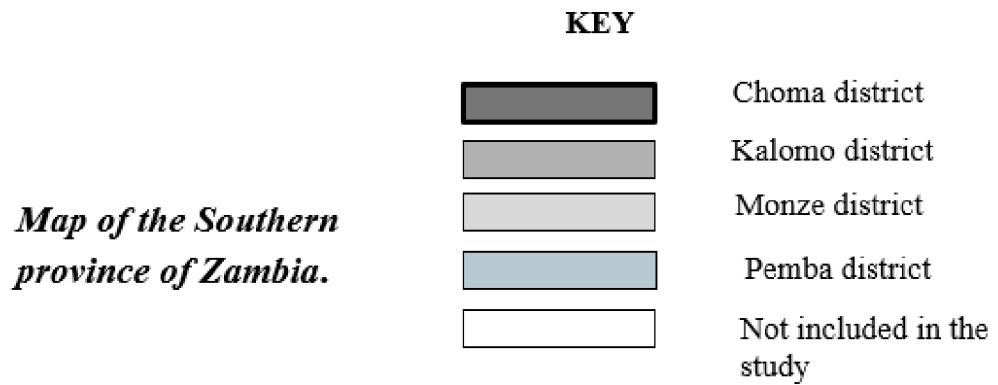 KEY
Choma district
Kalomo district
Monze district
Map of the Southern
province of Zambia.
Pemba district
Not included in the
study